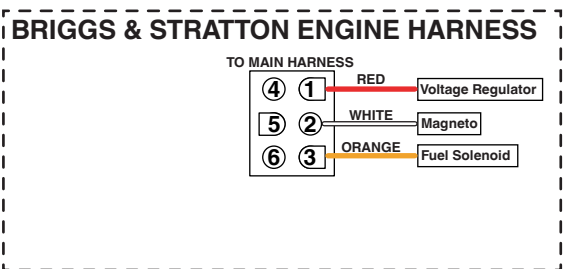 BRIGGS & STRATTON ENGINE HARNESS
TO MAIN HARNESS
4 1 RED Voltage Regulator
5 2 WHITE Magneto
6 3 ORANGE Fuel Solenoid